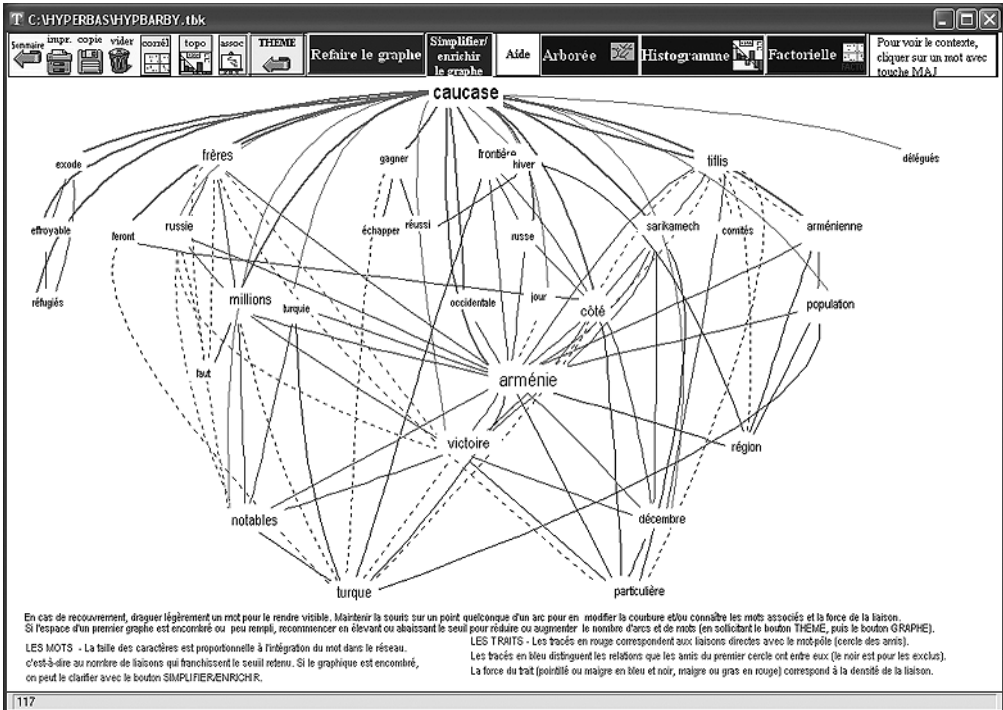 C:\HYPERBAS\HYPBARBY.tbk
Sommaire impr. copie vider corrél topo assoc THEME Refaire le graphe Simplifier/ enrichir le graphe Aide Arborée Histogramme Factorielle Pour voir le contexte,
cliquer sur un mot avec
touche MAJ
caucase
exode frères gagner frontière hiver tiflis délégués
effroyable feront russie échapper réussi russe sarikamech comités arménienne
réfugiés millions turquie occidentale jour côté population
faut arménie
victoire région
notables décembre
turque particulière
En cas de recouvrement, draguer légèrement un mot pour le rendre visible. Maintenir la souris sur un point quelconque d'un arc pour en modifier la courbure et/ou connaître les mots associés et la force de la liaison.
Si l'espace d'un premier graphe est encombré ou peu rempli, recommencer en élevant ou abaissant le seuil pour réduire ou augmenter le nombre d'arcs et de mots (en sollicitant le bouton THEME, puis le bouton GRAPHE).
LES MOTS - La taille des caractères est proportionnelle à l'intégration du mot dans le réseau.
c'est-à-dire au nombre de liaisons qui franchissent le seuil retenu. Si le graphique est encombré,
on peut le clarifier avec le bouton SIMPLIFIER/ENRICHIR.
LES TRAITS - Les tracés en rouge correspondent aux liaisons directes avec le mot-pôle (cercle des amis).
Les tracés en bleu distinguent les relations que les amis du premier cercle ont entre eux (le noir est pour les exclus).
La force du trait (pointillé ou maigre en bleu et noir, maigre ou gras en rouge) correspond à la densité de la liaison.
117